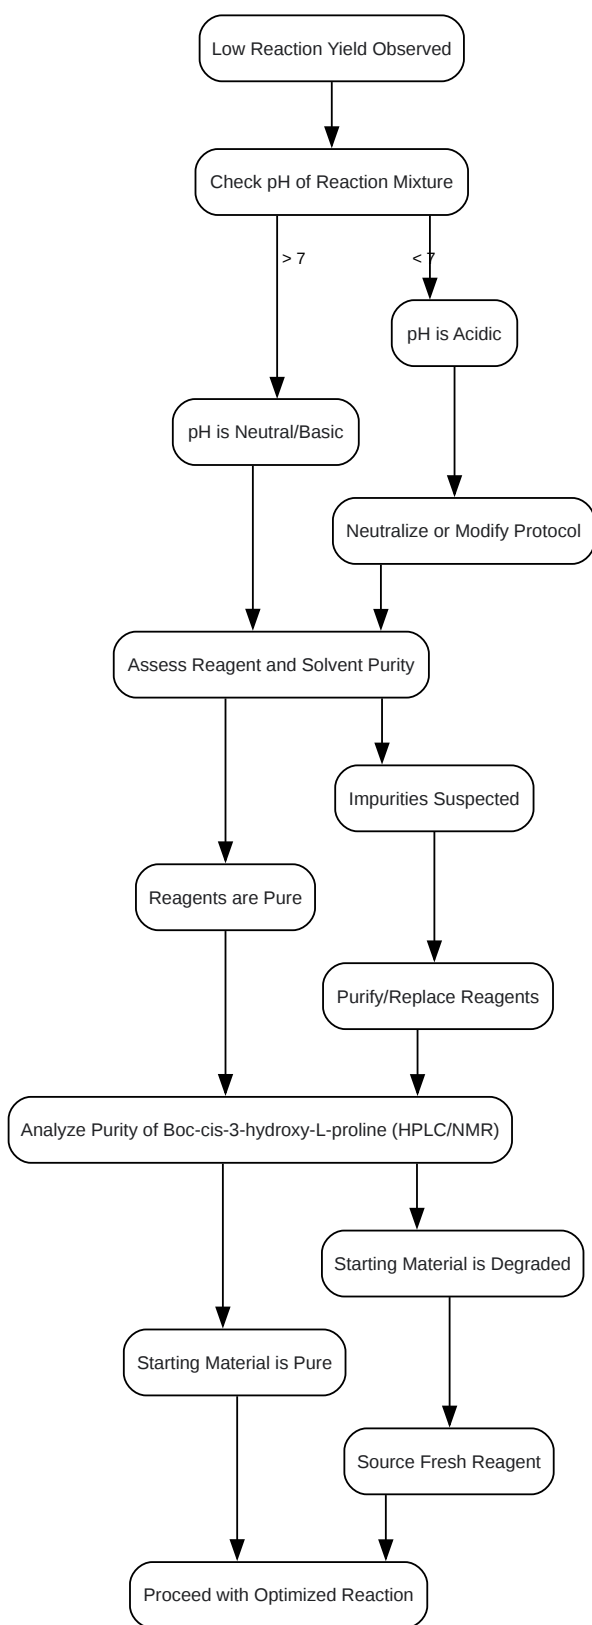 Low Reaction Yield Observed
Check pH of Reaction Mixture
> 7
< 7
pH is Acidic
pH is Neutral/Basic
Neutralize or Modify Protocol
Assess Reagent and Solvent Purity
Impurities Suspected
Reagents are Pure
Purify/Replace Reagents
Analyze Purity of Boc-cis-3-hydroxy-L-proline (HPLC/NMR)
Starting Material is Degraded
Starting Material is Pure
Source Fresh Reagent
Proceed with Optimized Reaction